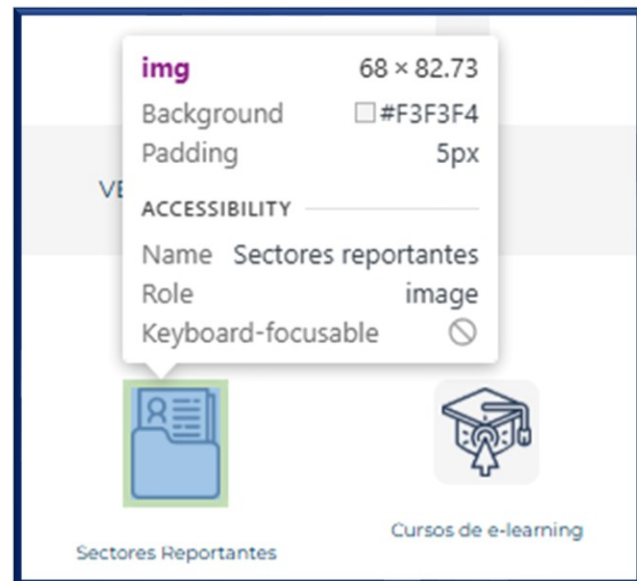 img 68 × 82.73
Background #F3F3F4
Padding 5px
VE
ACCESSIBILITY
Name Sectores reportantes
Role image
Keyboard-focusable
Sectores Reportantes
Cursos de e-learning